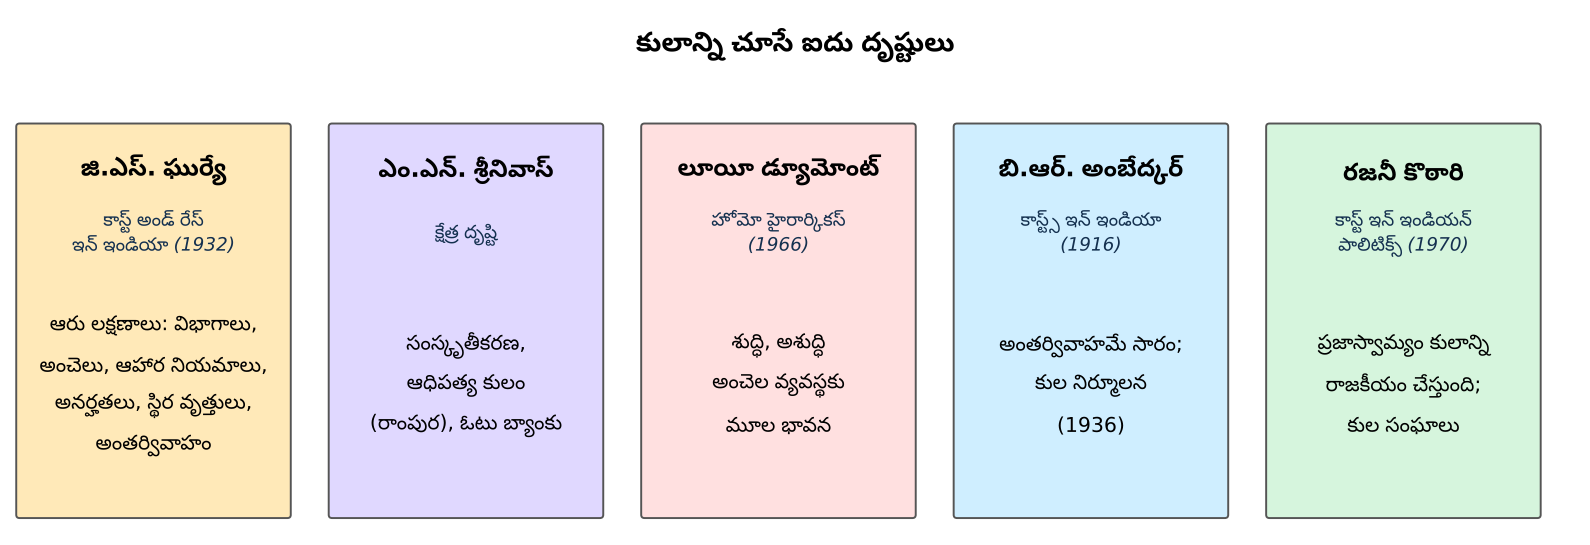 కులాన్ని చూసే ఐదు దృష్టులు
జి.ఎస్. ఘుర్యే
కాస్ట్ అండ్ రేస్
ఇన్ ఇండియా (1932)
ఆరు లక్షణాలు: విభాగాలు,
అంచెలు, ఆహార నియమాలు,
అనర్హతలు, స్థిర వృత్తులు,
అంతర్వివాహం
ఎం.ఎన్. శ్రీనివాస్
క్షేత్ర దృష్టి
సంస్కృతీకరణ,
ఆధిపత్య కులం
(రాంపుర), ఓటు బ్యాంకు
లూయీ డ్యూమోంట్
హోమో హైరార్కికస్
(1966)
శుద్ధి, అశుద్ధి
అంచెల వ్యవస్థకు
మూల భావన
బి.ఆర్. అంబేద్కర్
కాస్ట్స్ ఇన్ ఇండియా
(1916)
అంతర్వివాహమే సారం;
కుల నిర్మూలన
(1936)
రజనీ కొఠారి
కాస్ట్ ఇన్ ఇండియన్
పాలిటిక్స్ (1970)
ప్రజాస్వామ్యం కులాన్ని
రాజకీయం చేస్తుంది;
కుల సంఘాలు